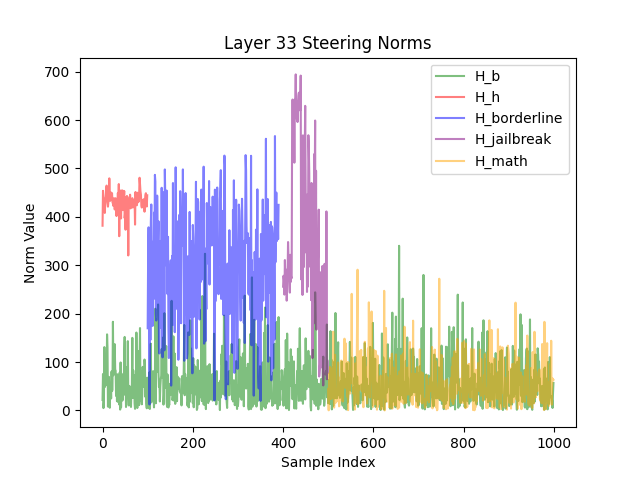 Layer 33 Steering Norms
700
600
500
400
300
200
100
0
Norm Value
H_b
H_h
H_borderline
H_jailbreak
H_math
0 200 400 600 800 1000
Sample Index